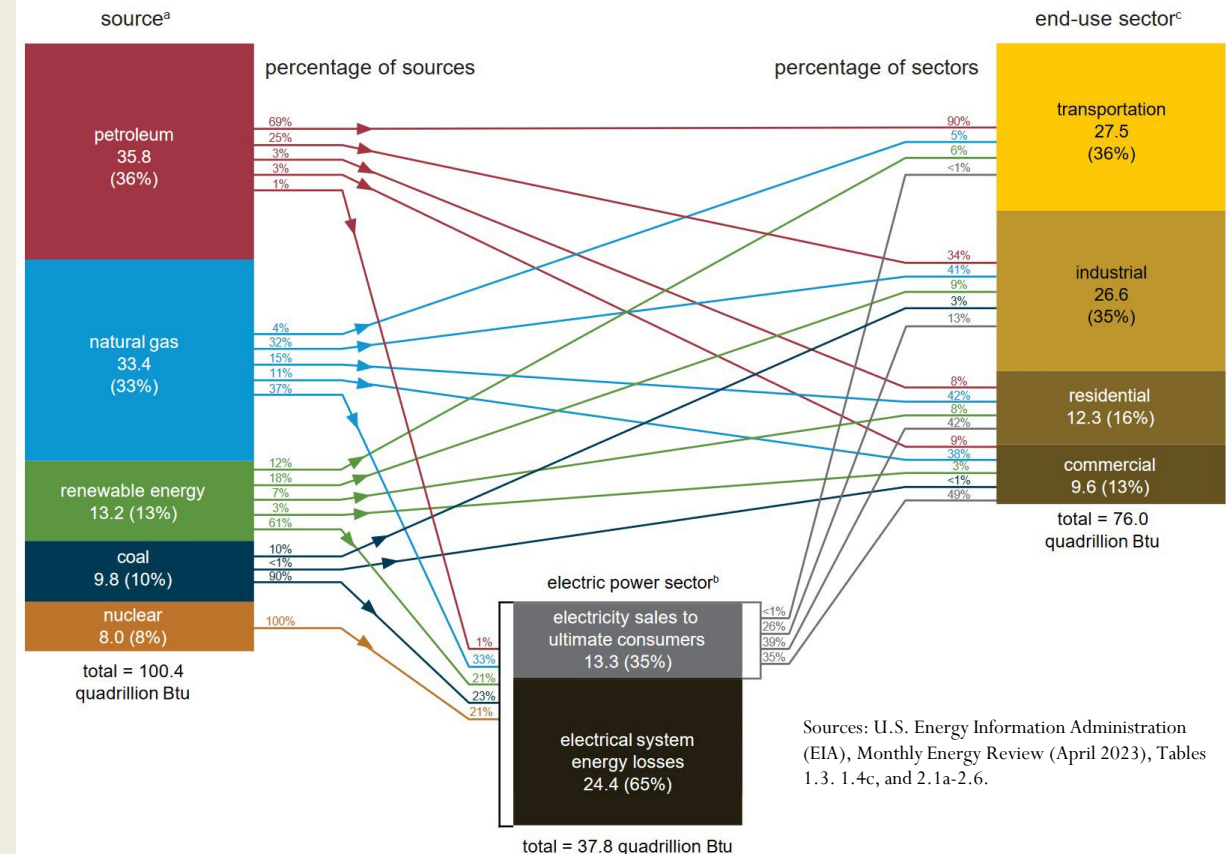 sourceᵃ
end-use sectorᶜ
percentage of sources
percentage of sectors
petroleum
35.8
(36%)
69%
25%
3%
3%
1%
natural gas
33.4
(33%)
4%
32%
15%
11%
37%
renewable energy
13.2 (13%)
12%
18%
7%
3%
61%
coal
9.8 (10%)
10%
<1%
90%
nuclear
8.0 (8%)
100%
total = 100.4
quadrillion Btu
electric power sectorᵇ
1%
33%
21%
23%
21%
electricity sales to
ultimate consumers
13.3 (35%)
electrical system
energy losses
24.4 (65%)
total = 37.8 quadrillion Btu
<1%
26%
39%
35%
90%
5%
6%
<1%
transportation
27.5
(36%)
34%
41%
9%
3%
13%
industrial
26.6
(35%)
8%
42%
8%
42%
residential
12.3 (16%)
9%
38%
3%
<1%
49%
commercial
9.6 (13%)
total = 76.0
quadrillion Btu
Sources: U.S. Energy Information Administration
(EIA), Monthly Energy Review (April 2023), Tables
1.3. 1.4c, and 2.1a-2.6.